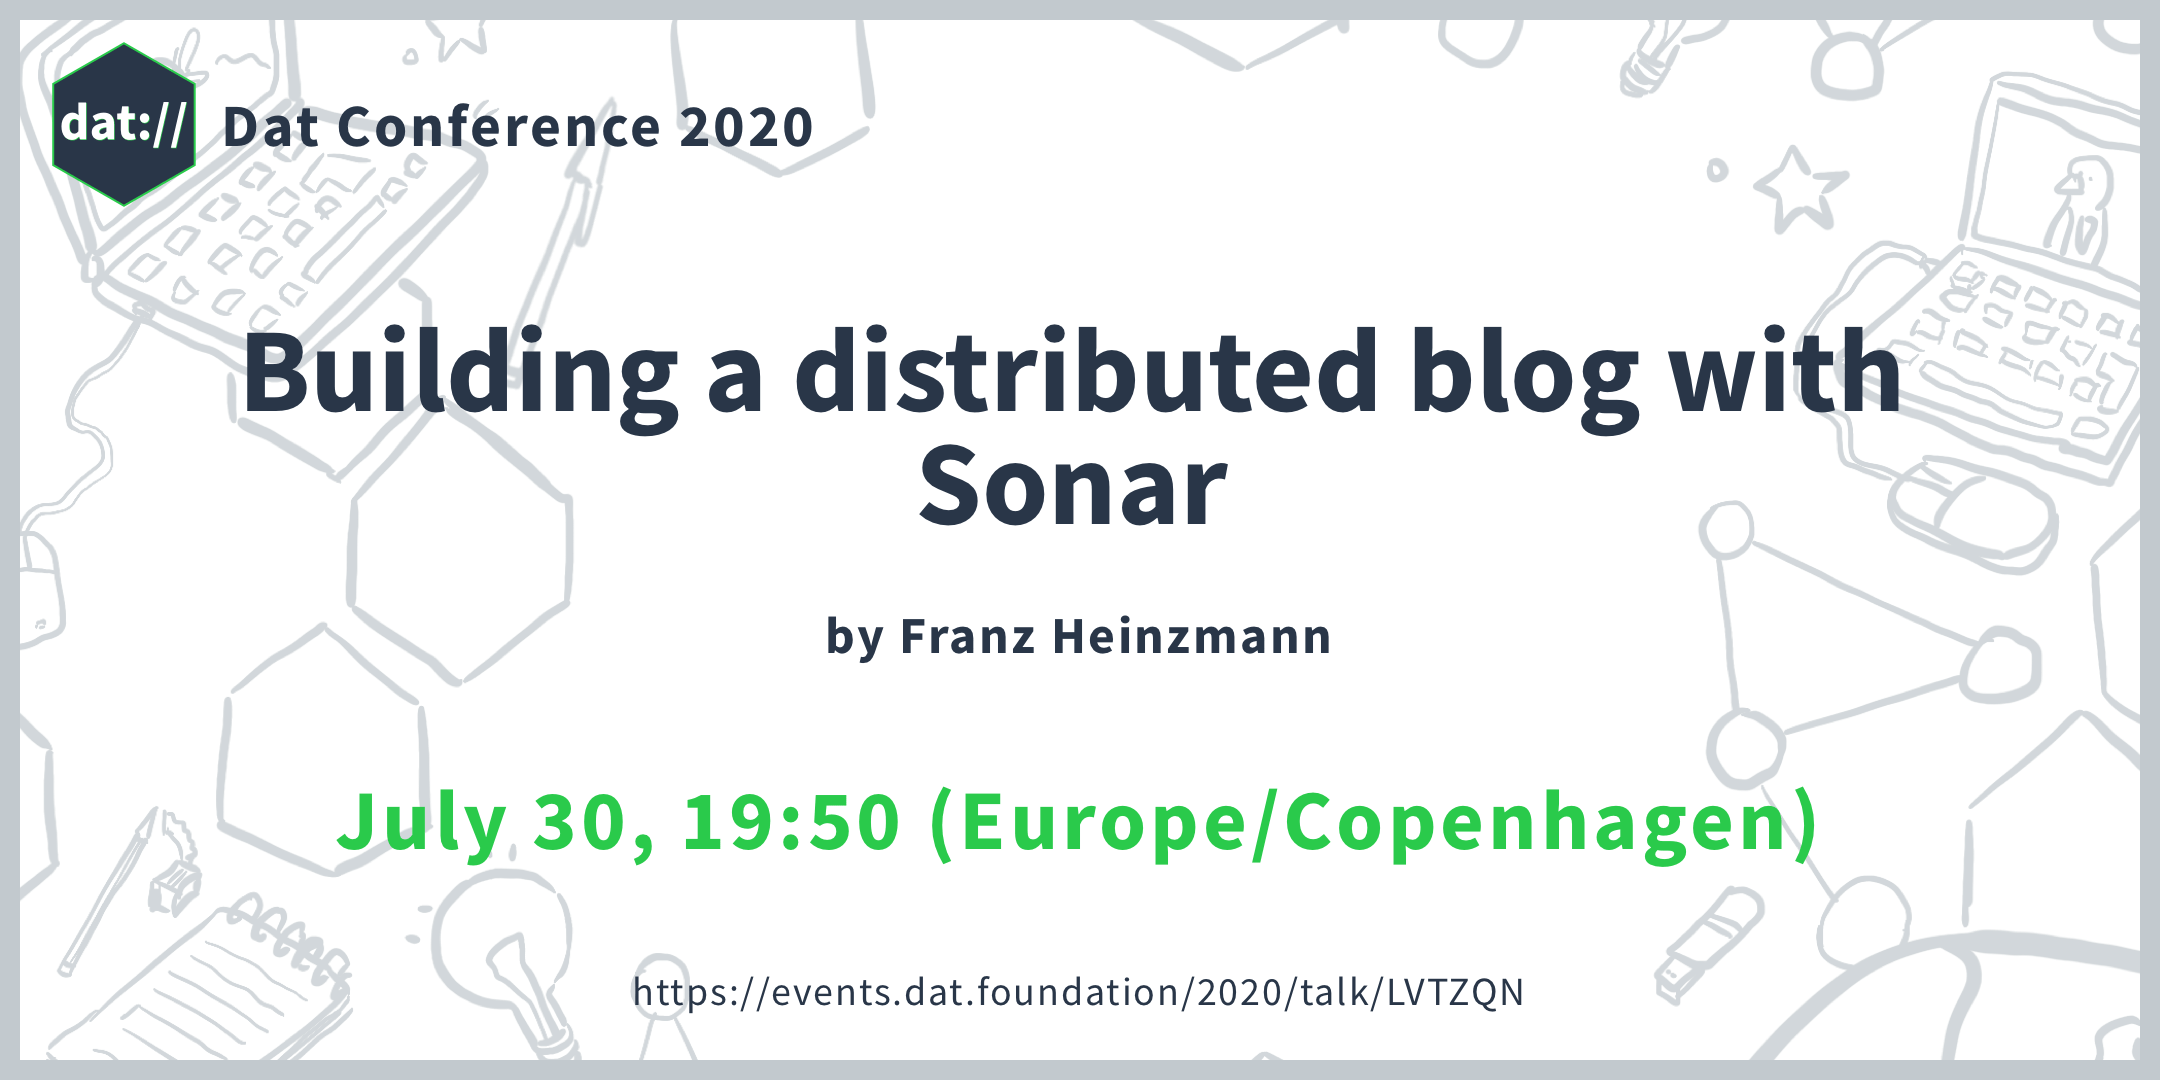 dat://
Dat Conference 2020
Building a distributed blog with
Sonar
by Franz Heinzmann
July 30, 19:50 (Europe/Copenhagen)
https://events.dat.foundation/2020/talk/LVTZQN